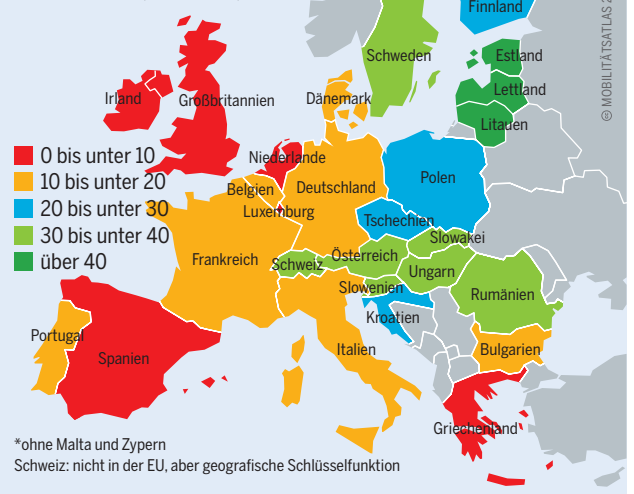 Finnland
Schweden
Estland
Lettland
Litauen
Irland
Großbritannien
Dänemark
0 bis unter 10
10 bis unter 20
20 bis unter 30
30 bis unter 40
über 40
Niederlande
Belgien
Deutschland
Luxemburg
Polen
Tschechien
Slowakei
Frankreich
Schweiz
Österreich
Ungarn
Slowenien
Rumänien
Kroatien
Portugal
Spanien
Italien
Bulgarien
Griechenland
*ohne Malta und Zypern
Schweiz: nicht in der EU, aber geografische Schlüsselfunktion
© MOBILITÄTSATLAS